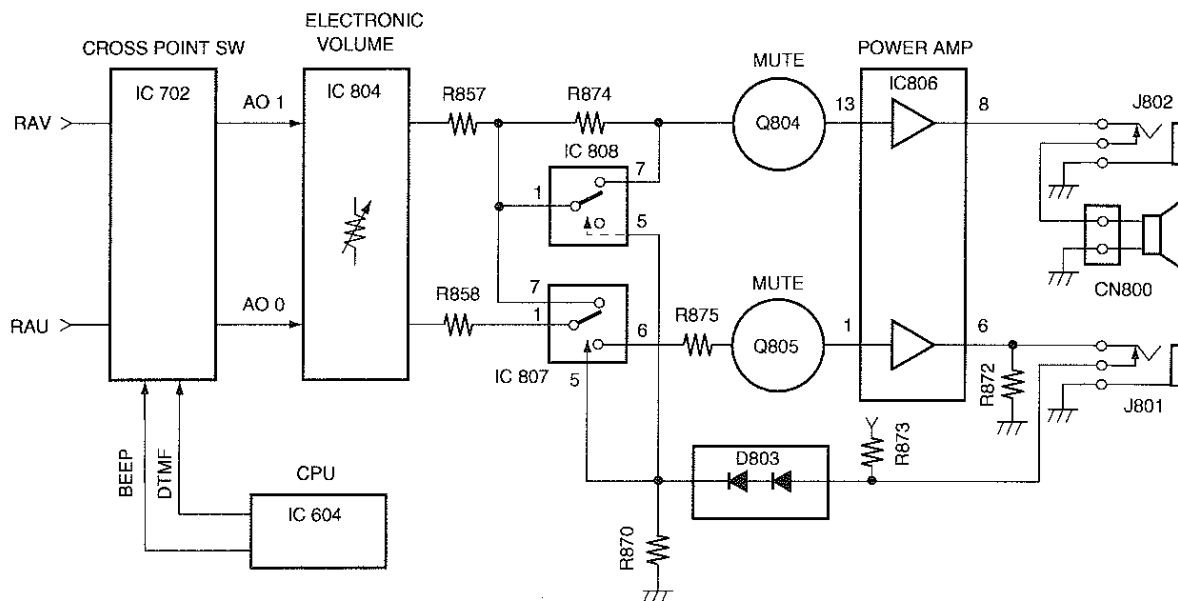 ELECTRONIC
VOLUME
CROSS POINT SW
POWER AMP
MUTE
IC 702
IC 804
IC806
R857
R874
J802
RAV
AO 1
Q804
13
8
IC 808
7
1
5
CN800
MUTE
R858
7
R875
RAU
AO 0
1
6
Q805
1
6
IC 807
5
R872
J801
BEEP
DTMF
CPU
IC 604
D803
R873
R870